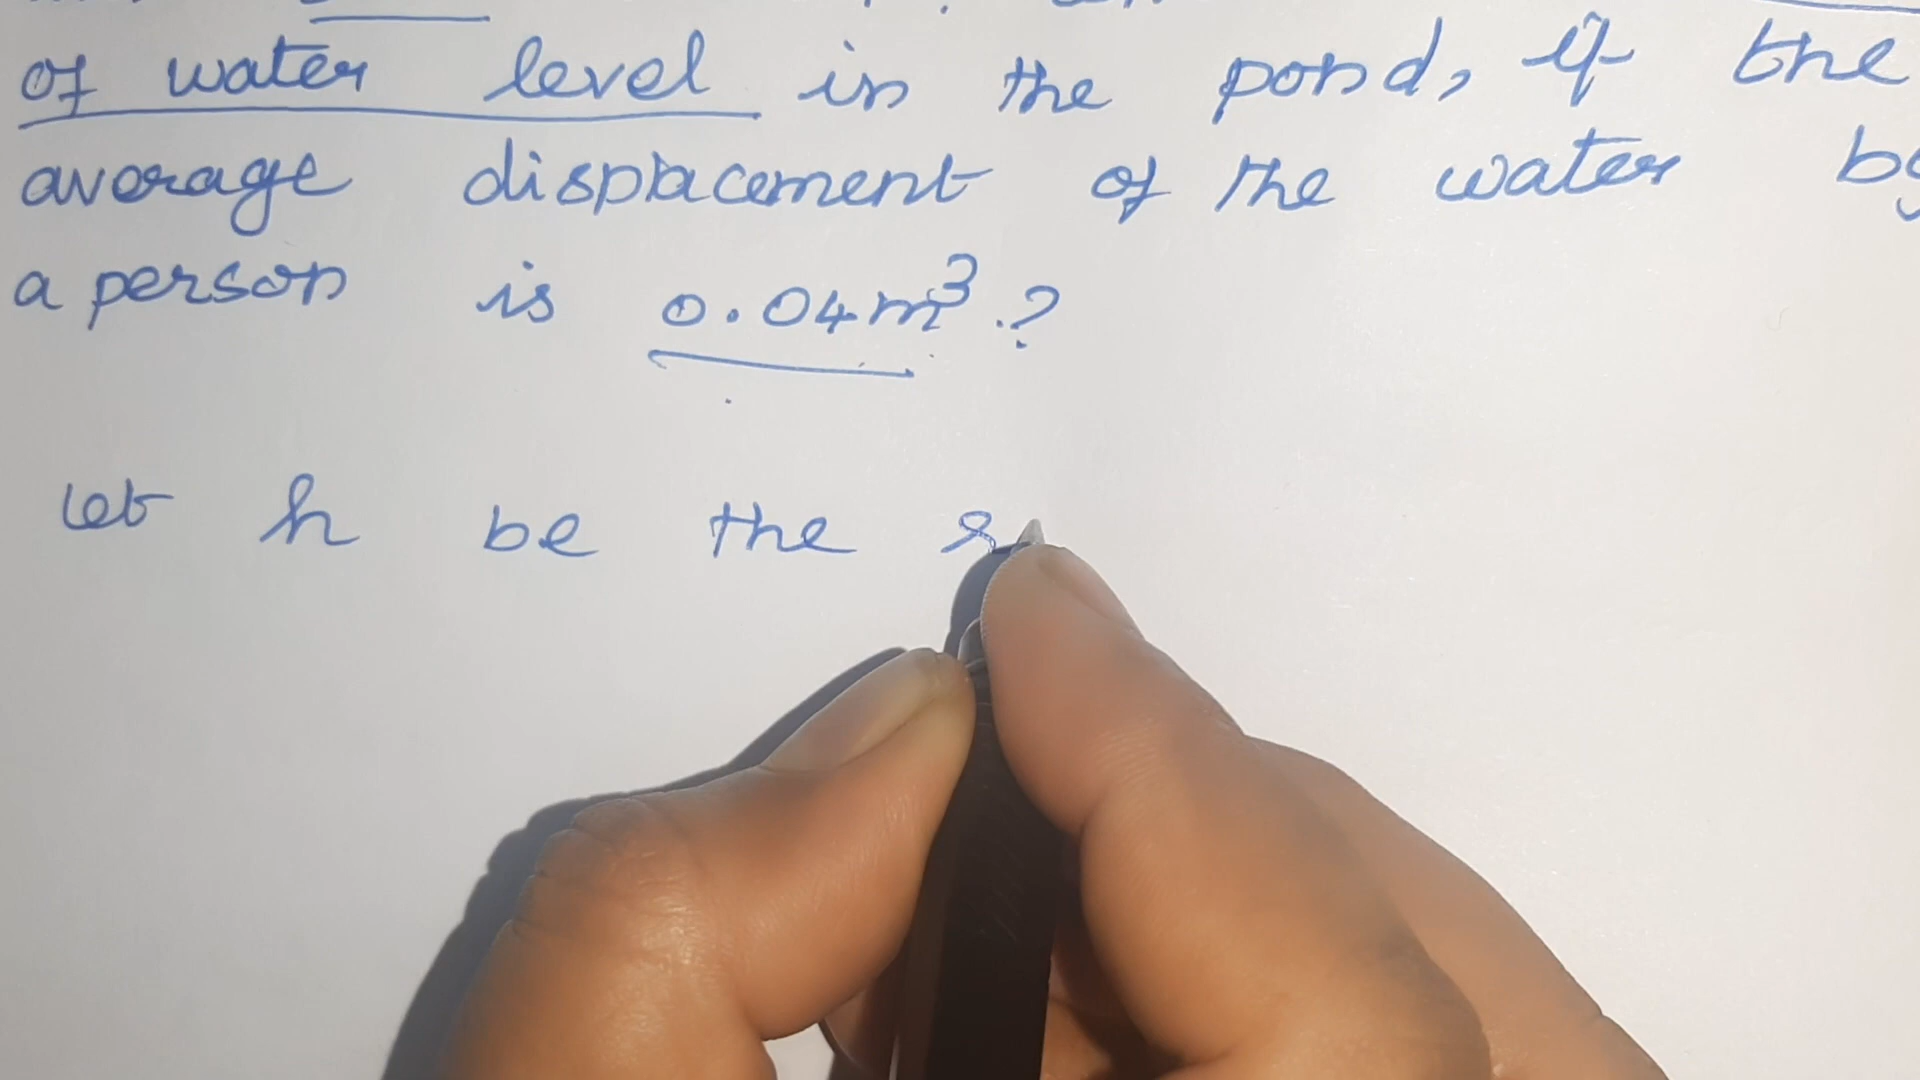 of water level in the pond, if the
average displacement of the water
a person is 0.04m³.?
let h be the